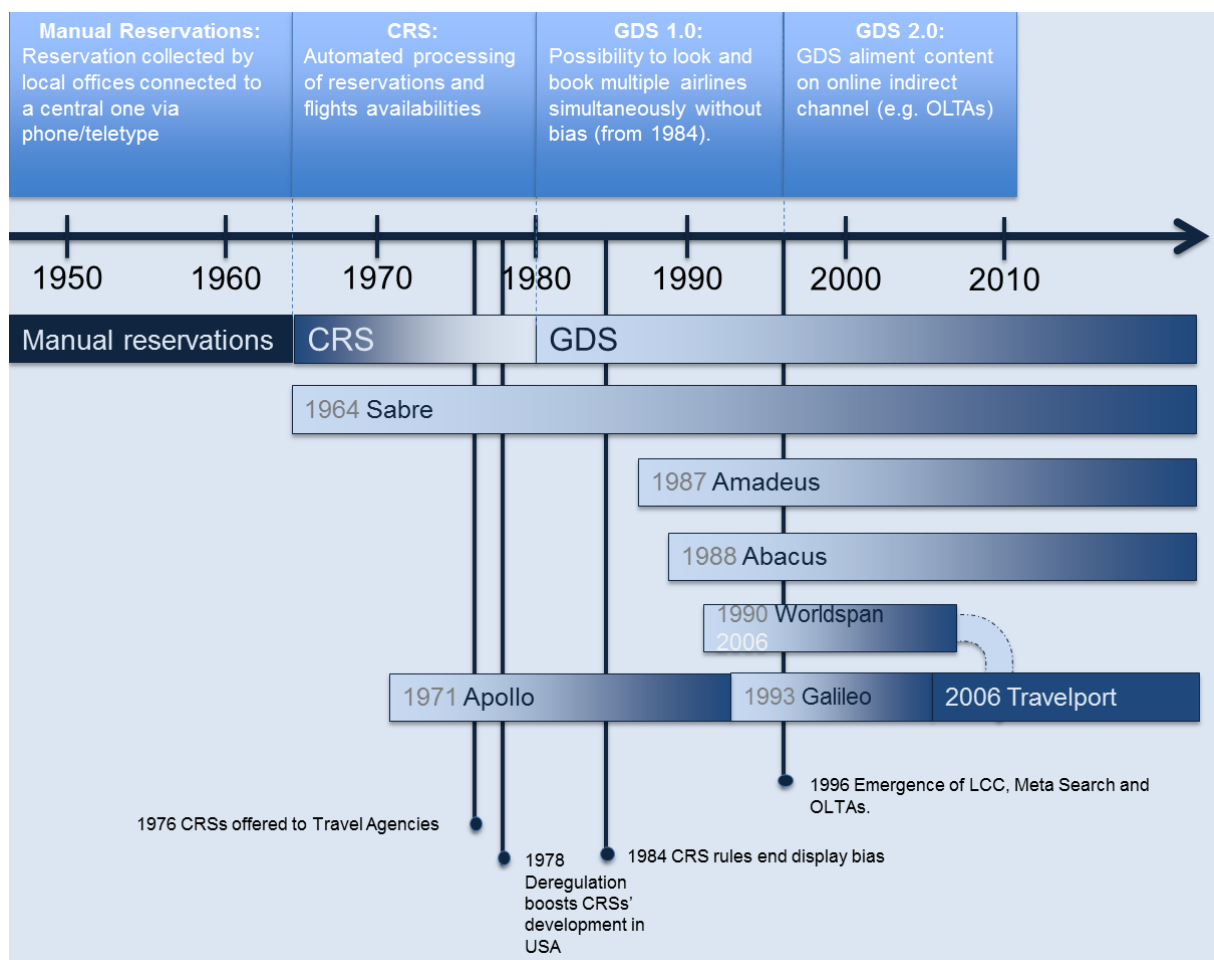 Manual Reservations:
Reservation collected by
local offices connected to
a central one via
phone/teletype
CRS:
Automated processing
of reservations and
flights availabilities
GDS 1.0:
Possibility to look and
book multiple airlines
simultaneously without
bias (from 1984).
GDS 2.0:
GDS aliment content
on online indirect
channel (e.g. OLTAs)
1950
1960
1970
1980
1990
2000
2010
Manual reservations
CRS
GDS
1964 Sabre
1987 Amadeus
1988 Abacus
1990 Worldspan
2006
1971 Apollo
1993 Galileo
2006 Travelport
1996 Emergence of LCC, Meta Search and
OLTAs.
1976 CRSs offered to Travel Agencies
1978
Deregulation
boosts CRSs'
development in
USA
1984 CRS rules end display bias